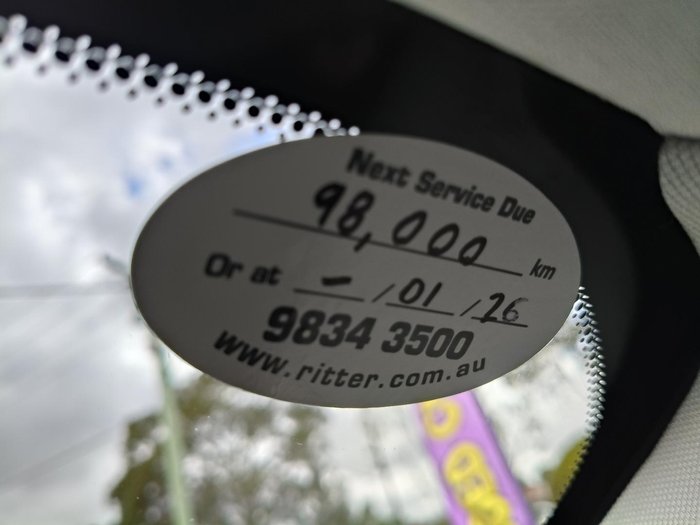 Next Service Due
98,000 km
Or at - / 01 / 26
9834 3500
www.ritter.com.au